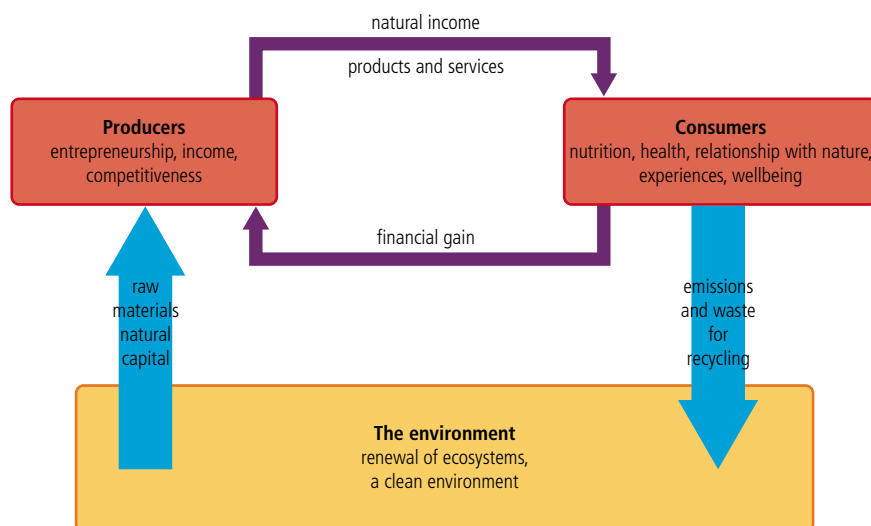 natural income
products and services
Producers
entrepreneurship, income,
competitiveness
Consumers
nutrition, health, relationship with nature,
experiences, wellbeing
financial gain
raw
materials
natural
capital
emissions
and waste
for
recycling
The environment
renewal of ecosystems,
a clean environment